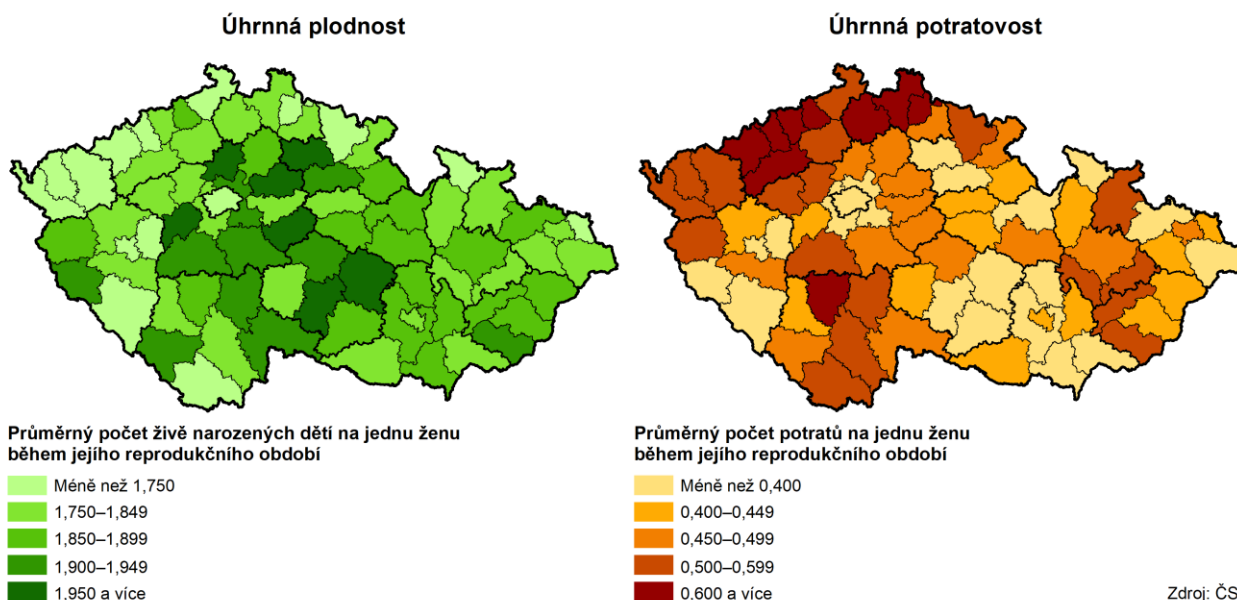 Úhrnná plodnost
Úhrnná potratovost
Průměrný počet živě narozených dětí na jednu ženu
během jejího reprodukčního období
Méně než 1,750
1,750–1,849
1,850–1,899
1,900–1,949
1,950 a více
Průměrný počet potratů na jednu ženu
během jejího reprodukčního období
Méně než 0,400
0,400–0,449
0,450–0,499
0,500–0,599
0,600 a více
Zdroj: ČS